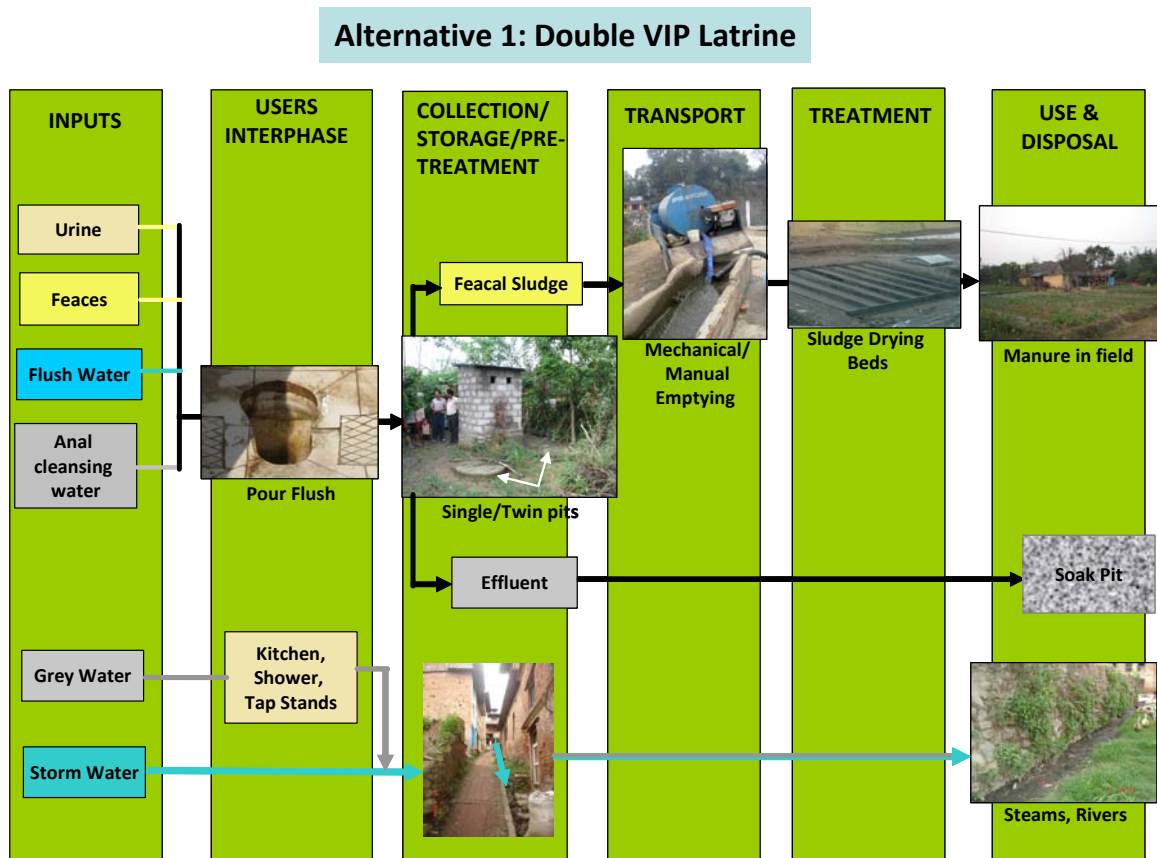 Alternative 1: Double VIP Latrine
INPUTS
USERS
INTERPHASE
COLLECTION/
STORAGE/PRE-
TREATMENT
TRANSPORT
TREATMENT
USE &
DISPOSAL
Urine
Feaces
Flush Water
Anal
cleansing
water
Pour Flush
Feacal Sludge
Single/Twin pits
Mechanical/
Manual
Emptying
Sludge Drying
Beds
Manure in field
Effluent
Soak Pit
Grey Water
Kitchen,
Shower,
Tap Stands
Storm Water
Steams, Rivers